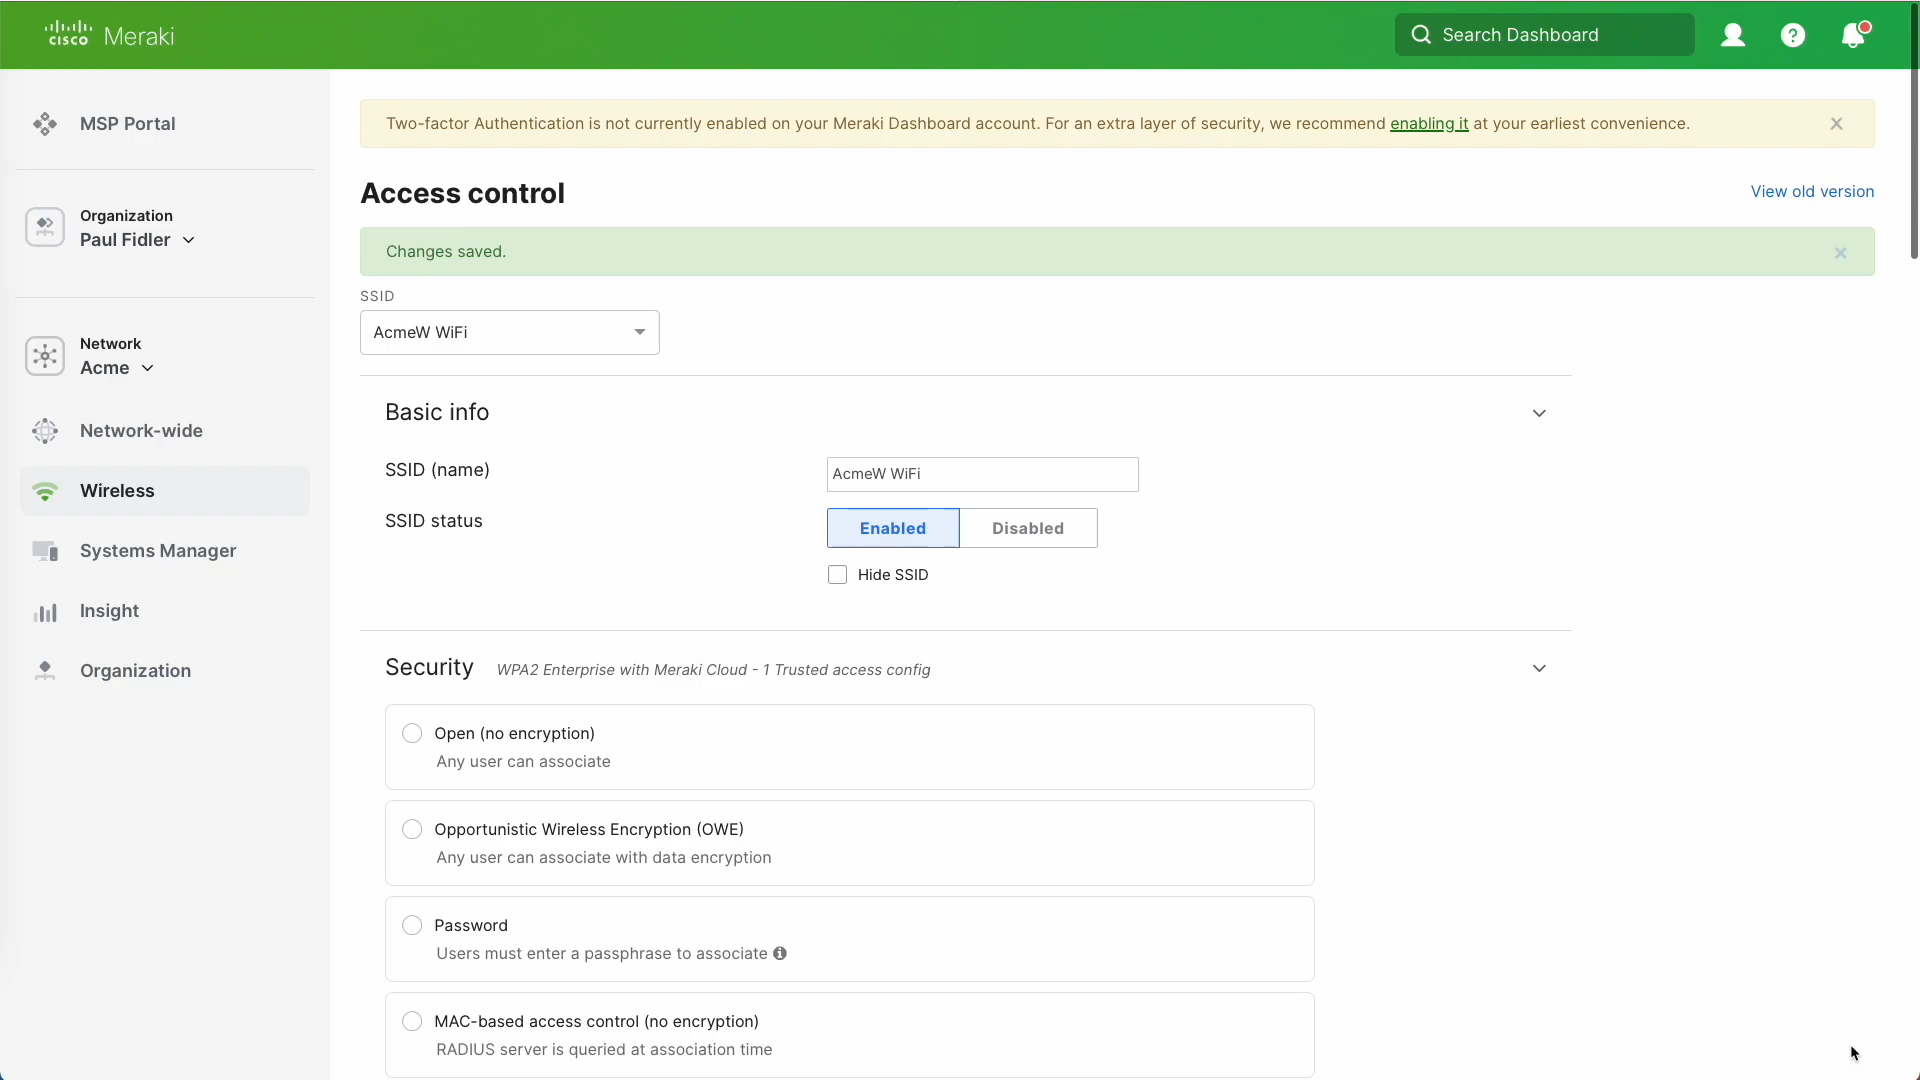 cisco Meraki
Search Dashboard
MSP Portal
Organization
Paul Fidler
Network
Acme
Network-wide
Wireless
Systems Manager
Insight
Organization
Two-factor Authentication is not currently enabled on your Meraki Dashboard account. For an extra layer of security, we recommend enabling it at your earliest convenience.
Access control
View old version
Changes saved.
SSID
AcmeW WiFi
Basic info
SSID (name)
AcmeW WiFi
SSID status
Enabled
Disabled
Hide SSID
Security WPA2 Enterprise with Meraki Cloud - 1 Trusted access config
Open (no encryption)
Any user can associate
Opportunistic Wireless Encryption (OWE)
Any user can associate with data encryption
Password
Users must enter a passphrase to associate
MAC-based access control (no encryption)
RADIUS server is queried at association time